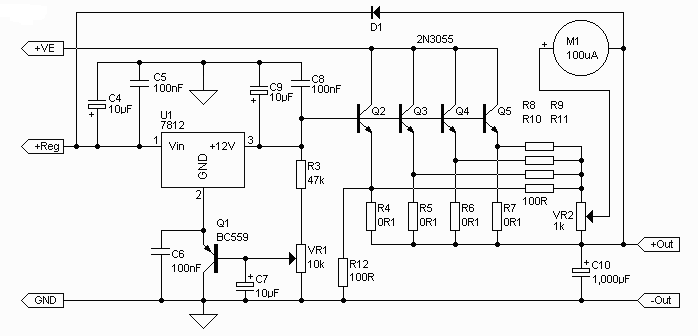 D1
+VE
2N3055
M1
100uA
+
C5
100nF
C4
10µF
+
C9
10µF
+
C8
100nF
Q2
Q3
Q4
Q5
R8 R9
R10 R11
U1
7812
+Reg
1
Vin
GND
+12V
3
2
R3
47k
100R
R4
0R1
R5
0R1
R6
0R1
R7
0R1
VR2
1k
Q1
BC559
+Out
C6
100nF
VR1
10k
R12
100R
+
C7
10µF
+
C10
1,000µF
GND
-Out